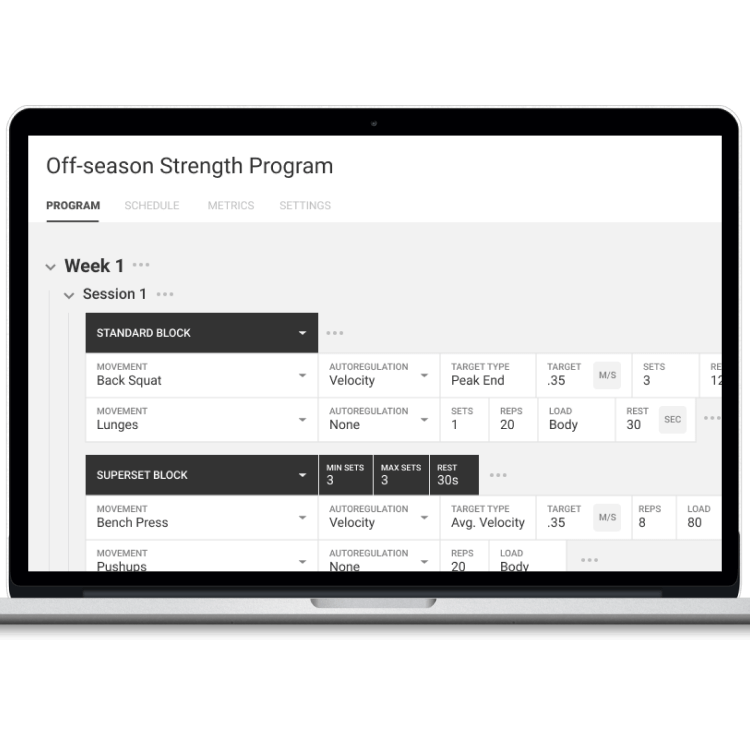 Off-season Strength Program
PROGRAM SCHEDULE METRICS SETTINGS
Week 1
Session 1
STANDARD BLOCK
MOVEMENT AUTOREGULATION TARGET TYPE TARGET SETS
Back Squat Velocity Peak End .35 M/S 3 12
MOVEMENT AUTOREGULATION SETS REPS LOAD REST
Lunges None 1 20 Body 30 SEC
SUPERSET BLOCK MIN SETS MAX SETS REST
3 3 30s
MOVEMENT AUTOREGULATION TARGET TYPE TARGET REPS LOAD
Bench Press Velocity Avg. Velocity .35 M/S 8 80
MOVEMENT AUTOREGULATION REPS LOAD
Pushups None 20 Body